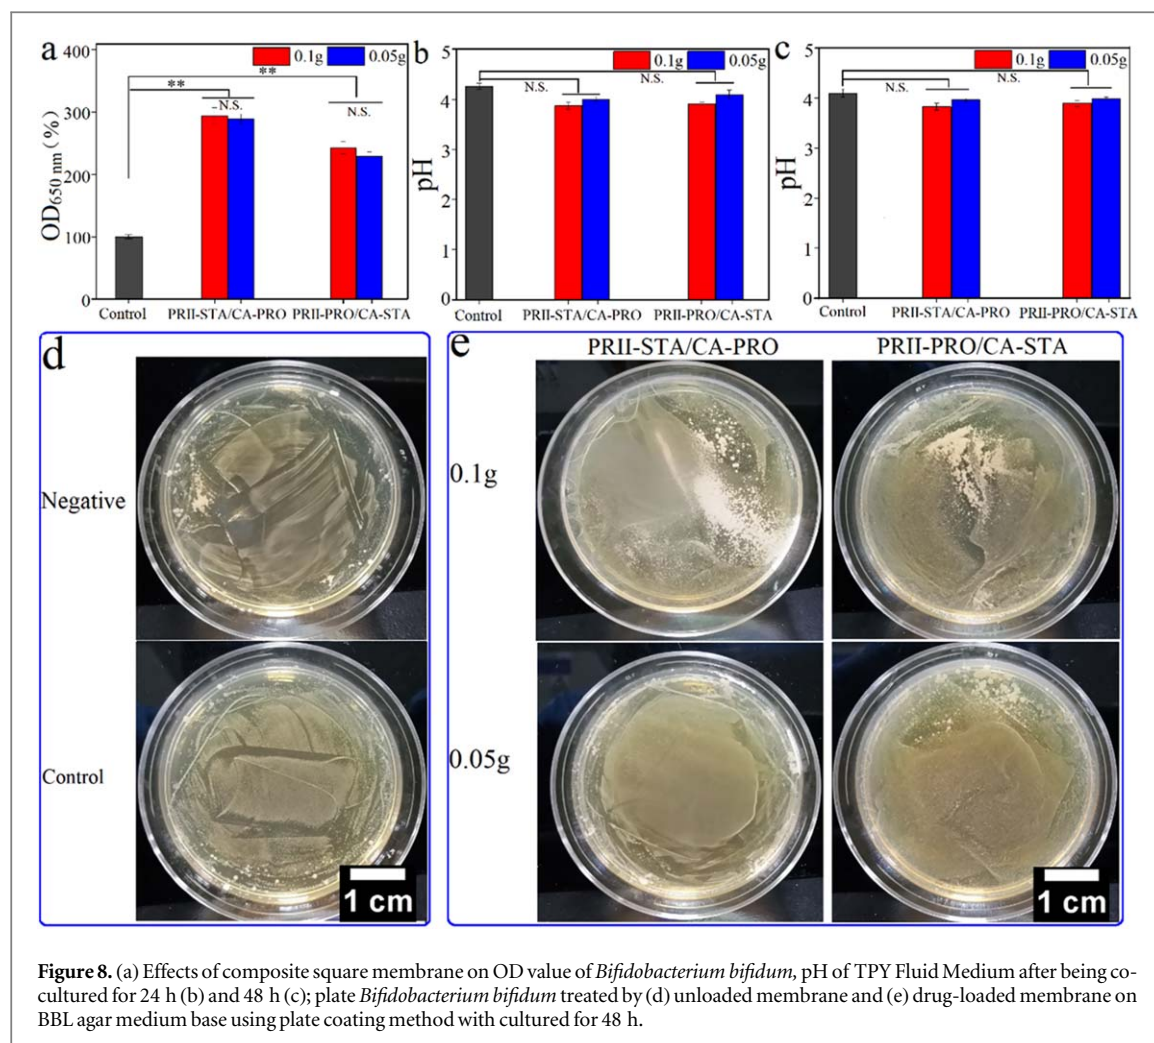 a
400
300
200
100
0
OD650 nm (%)
0.1g
0.05g
**
**
N.S.
N.S.
Control
PRII-STA/CA-PRO
PRII-PRO/CA-STA
b
5
4
3
2
1
0
pH
0.1g
0.05g
N.S.
N.S.
Control
PRII-STA/CA-PRO
PRII-PRO/CA-STA
c
5
4
3
2
1
0
pH
0.1g
0.05g
N.S.
N.S.
Control
PRII-STA/CA-PRO
PRII-PRO/CA-STA
d
Negative
Control
1 cm
e
PRII-STA/CA-PRO
PRII-PRO/CA-STA
0.1g
0.05g
1 cm
Figure 8. (a) Effects of composite square membrane on OD value of Bifidobacterium bifidum, pH of TPY Fluid Medium after being co-
cultured for 24 h (b) and 48 h (c); plate Bifidobacterium bifidum treated by (d) unloaded membrane and (e) drug-loaded membrane on
BBL agar medium base using plate coating method with cultured for 48 h.